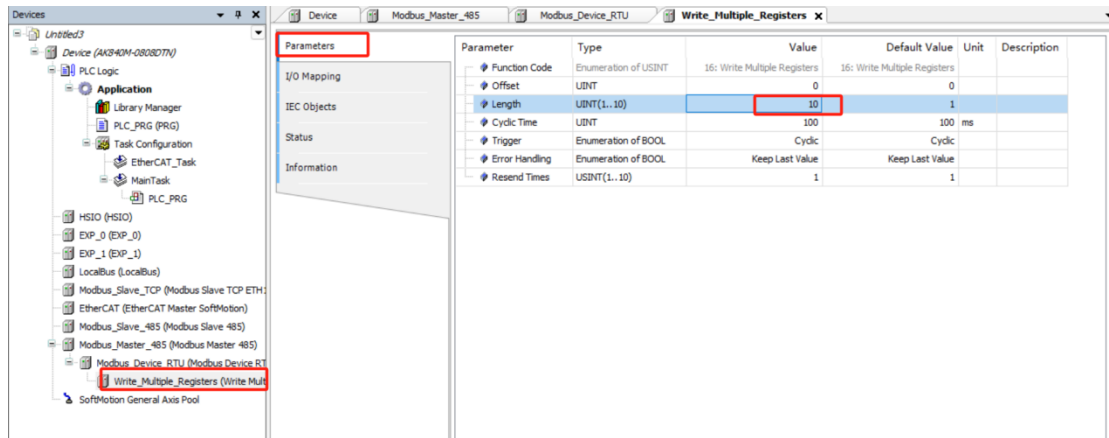 Devices
Device
Modbus_Master_485
Modbus_Device_RTU
Write_Multiple_Registers
Untitled3
Device (AK840M-0808DTN)
PLC Logic
Application
Library Manager
PLC_PRG (PRG)
Task Configuration
EtherCAT_Task
MainTask
PLC_PRG
HSIO (HSIO)
EXP_0 (EXP_0)
EXP_1 (EXP_1)
LocalBus (LocalBus)
Modbus_Slave_TCP (Modbus Slave TCP ETH1
EtherCAT (EtherCAT Master SoftMotion)
Modbus_Slave_485 (Modbus Slave 485)
Modbus_Master_485 (Modbus Master 485)
Modbus_Device_RTU (Modbus Device RT
Write_Multiple_Registers (Write Mult
SoftMotion General Axis Pool
Parameters
I/O Mapping
IEC Objects
Status
Information
Parameter Type Value Default Value Unit Description
Function Code Enumeration of USINT 16: Write Multiple Registers 16: Write Multiple Registers
Offset UINT 0 0
Length UINT(1..10) 10 1
Cydic Time UINT 100 100 ms
Trigger Enumeration of BOOL Cydic Cydic
Error Handling Enumeration of BOOL Keep Last Value Keep Last Value
Resend Times USINT(1..10) 1 1